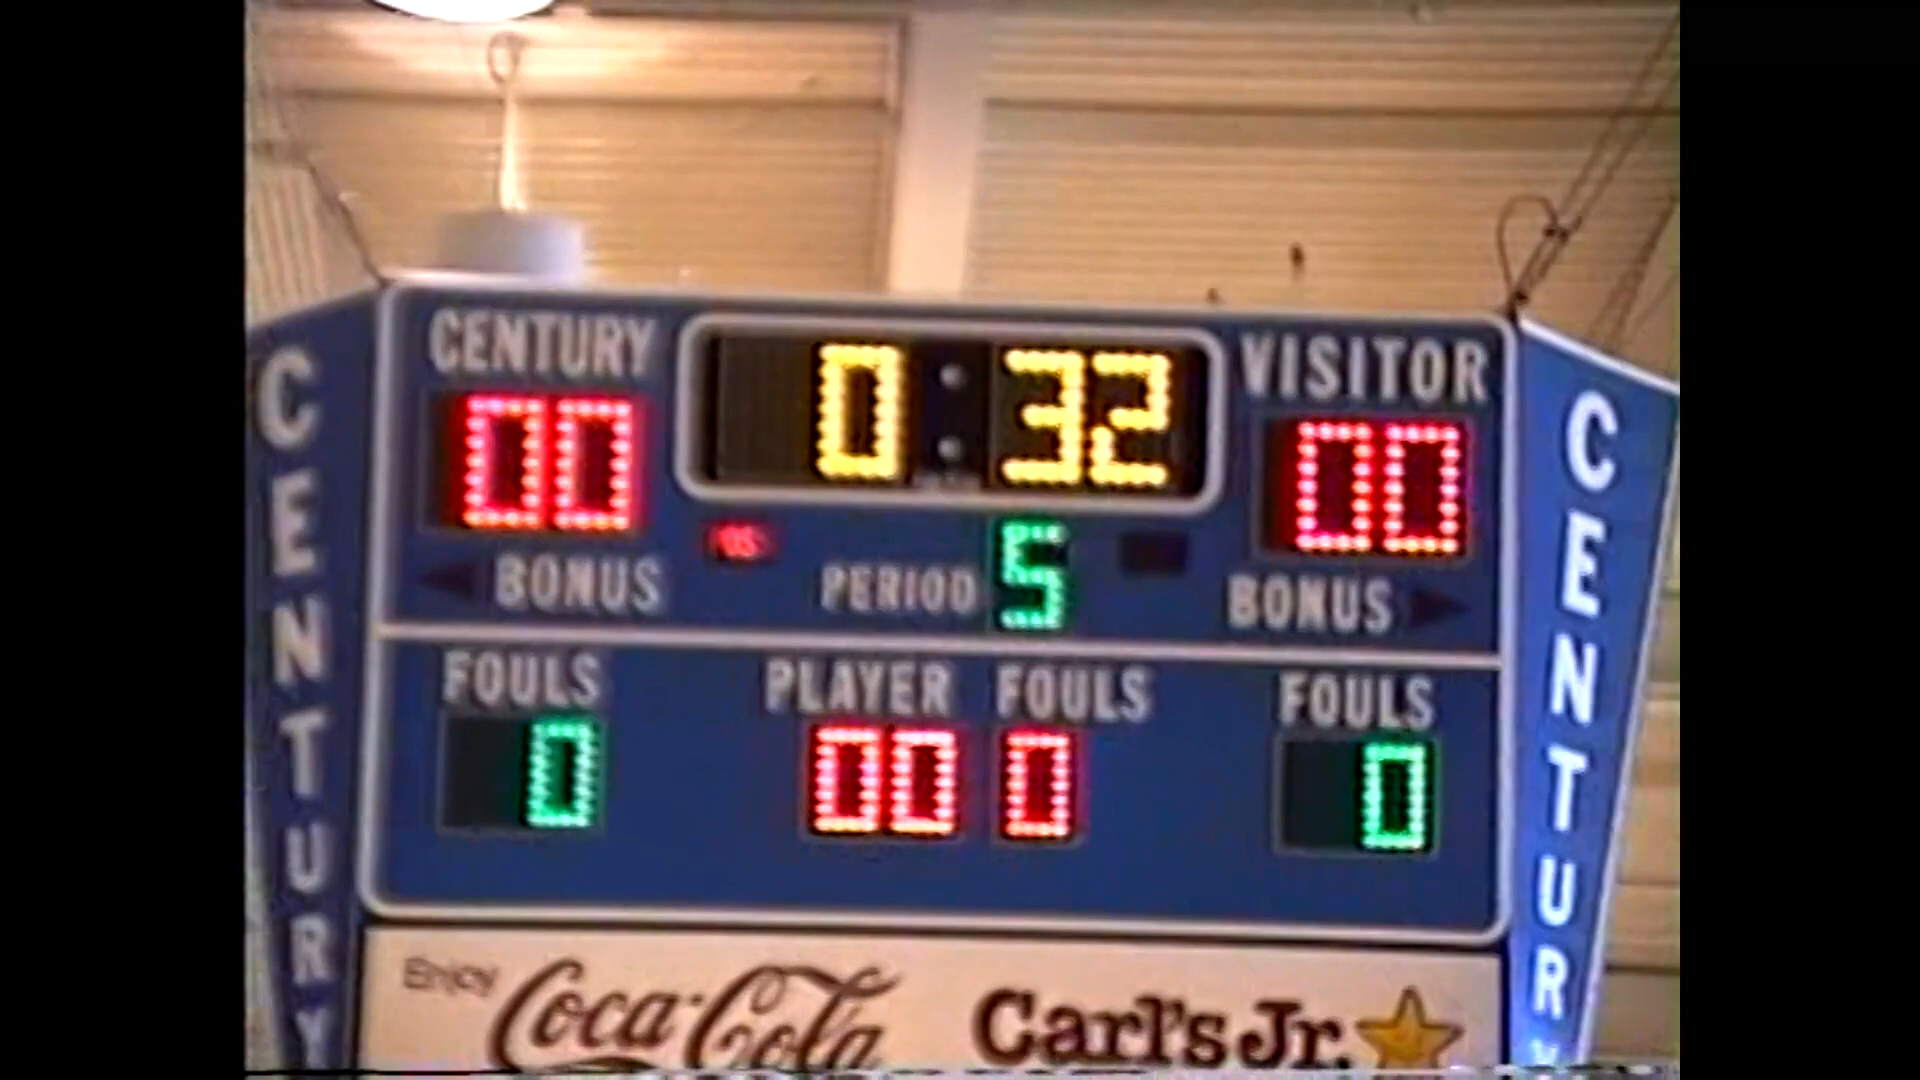 CENTURY
0:32
VISITOR
00
00
POS
BONUS
PERIOD 5
BONUS
FOULS
PLAYER FOULS
FOULS
0
00 0
0
CENTURY
CENTURY
Enjoy Coca-Cola
Carl's Jr.